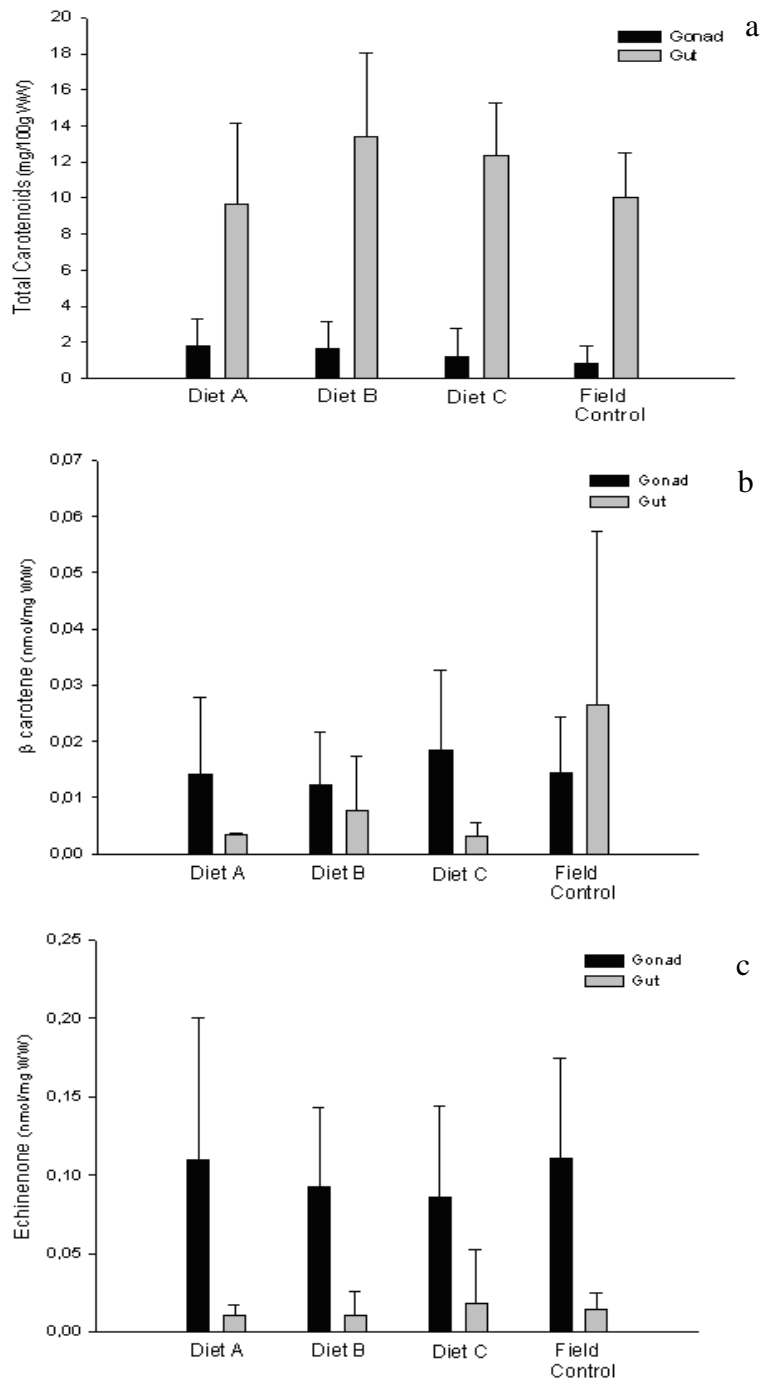 a
Gonad
Gut
Total Carotenoids (mg/100g WW)
20
18
16
14
12
10
8
6
4
2
0
Diet A Diet B Diet C Field
Control
b
Gonad
Gut
β carotene (nmol/mg WW)
0,07
0,06
0,05
0,04
0,03
0,02
0,01
0,00
Diet A Diet B Diet C Field
Control
c
Gonad
Gut
Echinenone (nmol/mg WW)
0,25
0,20
0,15
0,10
0,05
0,00
Diet A Diet B Diet C Field
Control